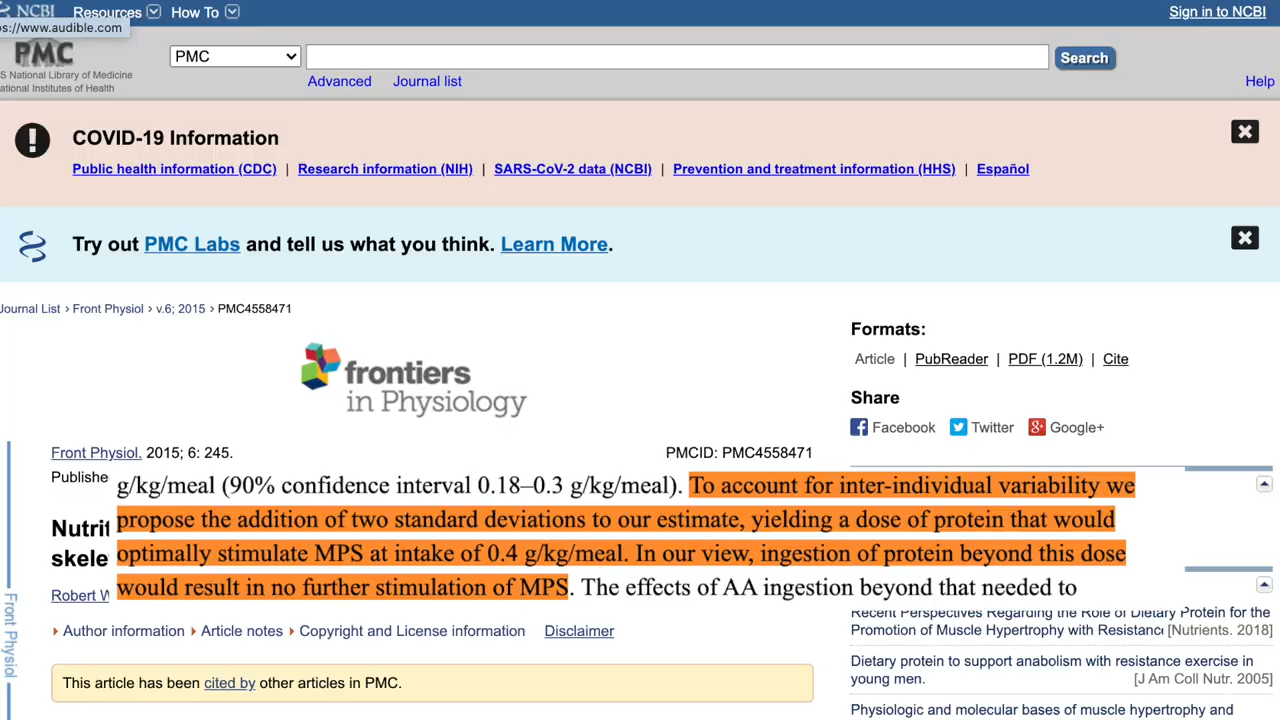 NCBI Resources How To Sign in to NCBI
s://www.audible.com
PMC
PMC
Search
S National Library of Medicine
ational Institutes of Health
Advanced Journal list Help
COVID-19 Information
Public health information (CDC) | Research information (NIH) | SARS-CoV-2 data (NCBI) | Prevention and treatment information (HHS) | Español
Try out PMC Labs and tell us what you think. Learn More.
Journal List › Front Physiol › v.6; 2015 › PMC4558471
frontiers
in Physiology
Formats:
Article | PubReader | PDF (1.2M) | Cite
Share
Facebook Twitter Google+
Front Physiol. 2015; 6: 245. PMCID: PMC4558471
Publishe
g/kg/meal (90% confidence interval 0.18–0.3 g/kg/meal). To account for inter-individual variability we
propose the addition of two standard deviations to our estimate, yielding a dose of protein that would
optimally stimulate MPS at intake of 0.4 g/kg/meal. In our view, ingestion of protein beyond this dose
would result in no further stimulation of MPS. The effects of AA ingestion beyond that needed to
Nutrit
skele
Robert W
Author information Article notes Copyright and License information Disclaimer
This article has been cited by other articles in PMC.
Front Physiol
Recent Perspectives Regarding the Role of Dietary Protein for the
Promotion of Muscle Hypertrophy with Resistance [Nutrients. 2018]
Dietary protein to support anabolism with resistance exercise in
young men. [J Am Coll Nutr. 2005]
Physiologic and molecular bases of muscle hypertrophy and